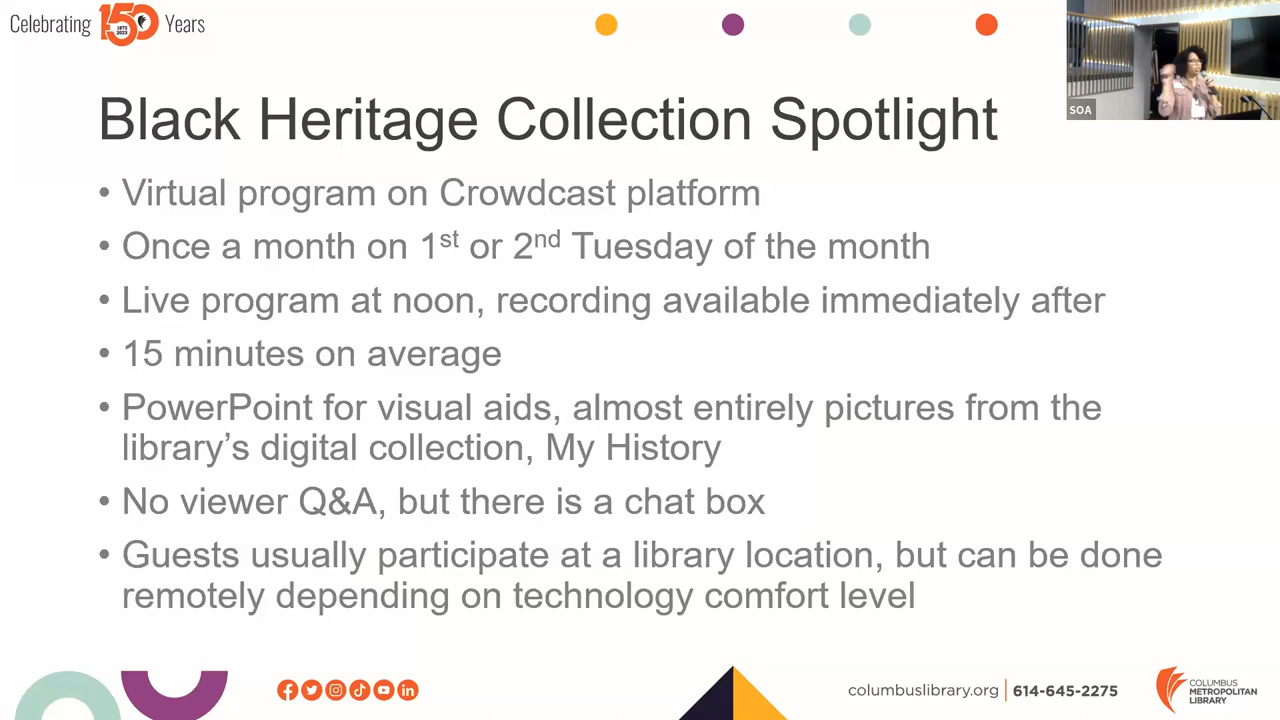 Celebrating 150 Years
1873
2023
SOA
Black Heritage Collection Spotlight
• Virtual program on Crowdcast platform
• Once a month on 1st or 2nd Tuesday of the month
• Live program at noon, recording available immediately after
• 15 minutes on average
• PowerPoint for visual aids, almost entirely pictures from the
library’s digital collection, My History
• No viewer Q&A, but there is a chat box
• Guests usually participate at a library location, but can be done
remotely depending on technology comfort level
columbuslibrary.org | 614-645-2275
COLUMBUS
METROPOLITAN
LIBRARY